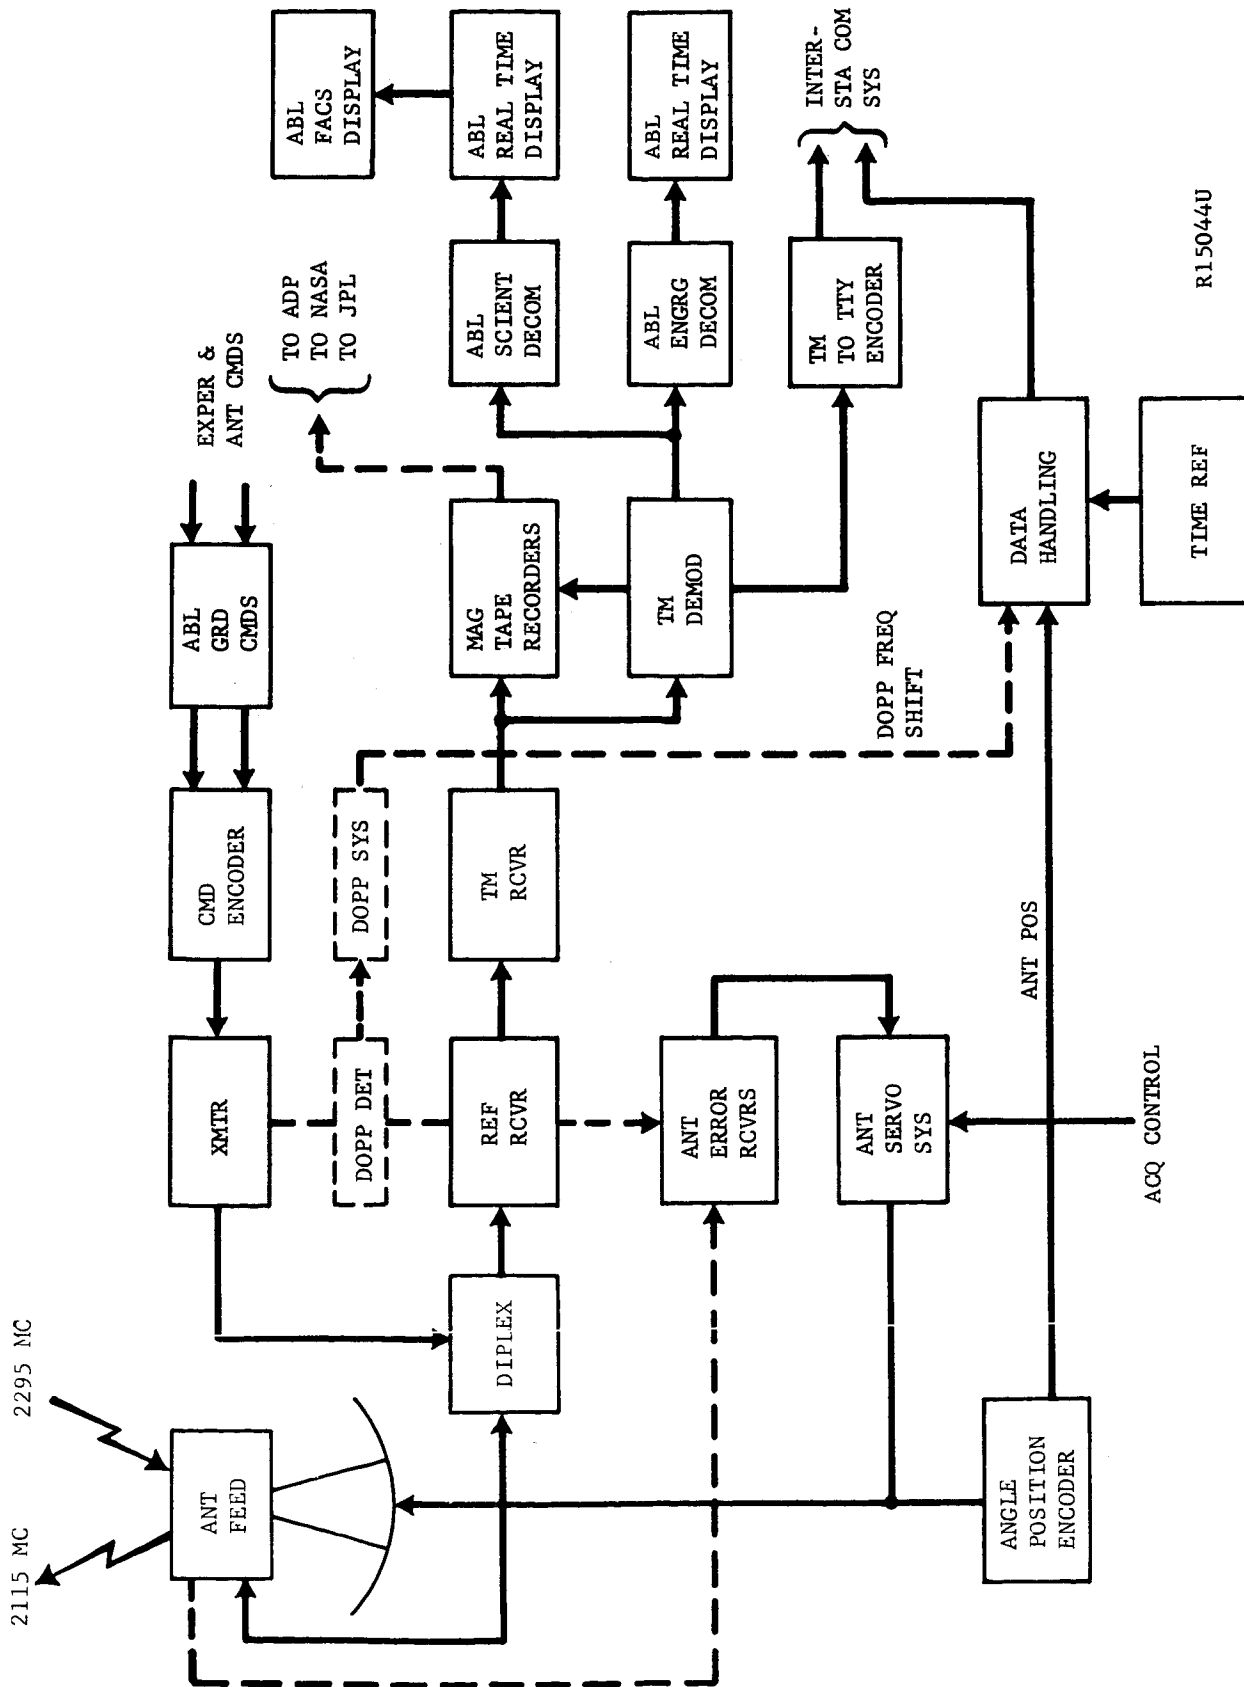 2115 MC
2295 MC
ANT
FEED
XMTR
CMD
ENCODER
ABL
GRD
CMDS
EXPER &
ANT CMDS
DOPP DET
DOPP SYS
TO ADP
TO NASA
TO JPL
ABL
FACS
DISPLAY
DIPLEX
REF
RCVR
TM
RCVR
MAG
TAPE
RECORDERS
ABL
SCIENT
DECOM
ABL
REAL TIME
DISPLAY
ANT
ERROR
RCVRS
TM
DEMOD
ABL
ENGRG
DECOM
ABL
REAL TIME
DISPLAY
ANT
SERVO
SYS
DOPP FREQ
SHIFT
TM
TO TTY
ENCODER
INTER-
STA COM
SYS
ANGLE
POSITION
ENCODER
ANT POS
DATA
HANDLING
ACQ CONTROL
TIME REF
R15044U